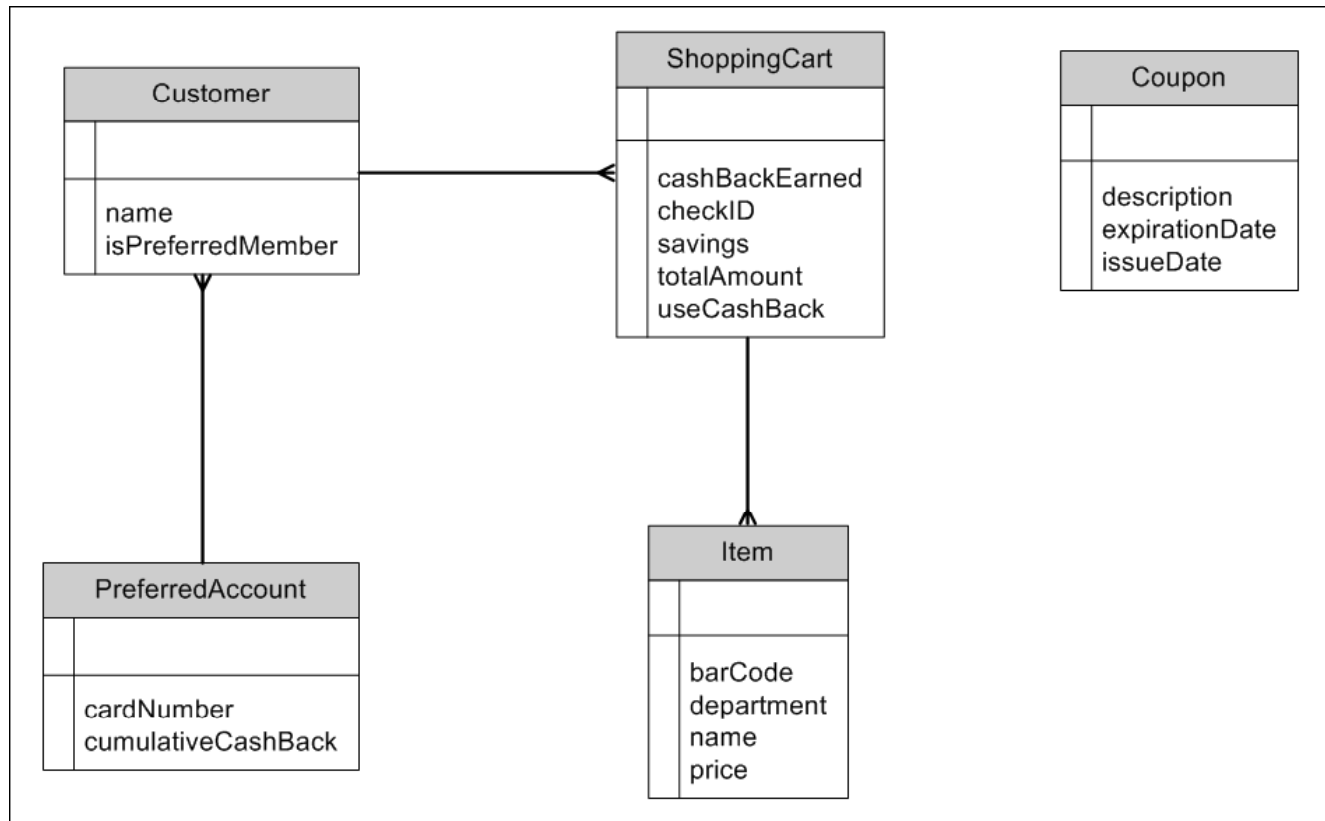 Customer
name
isPreferredMember
ShoppingCart
cashBackEarned
checkID
savings
totalAmount
useCashBack
Coupon
description
expirationDate
issueDate
PreferredAccount
cardNumber
cumulativeCashBack
Item
barCode
department
name
price